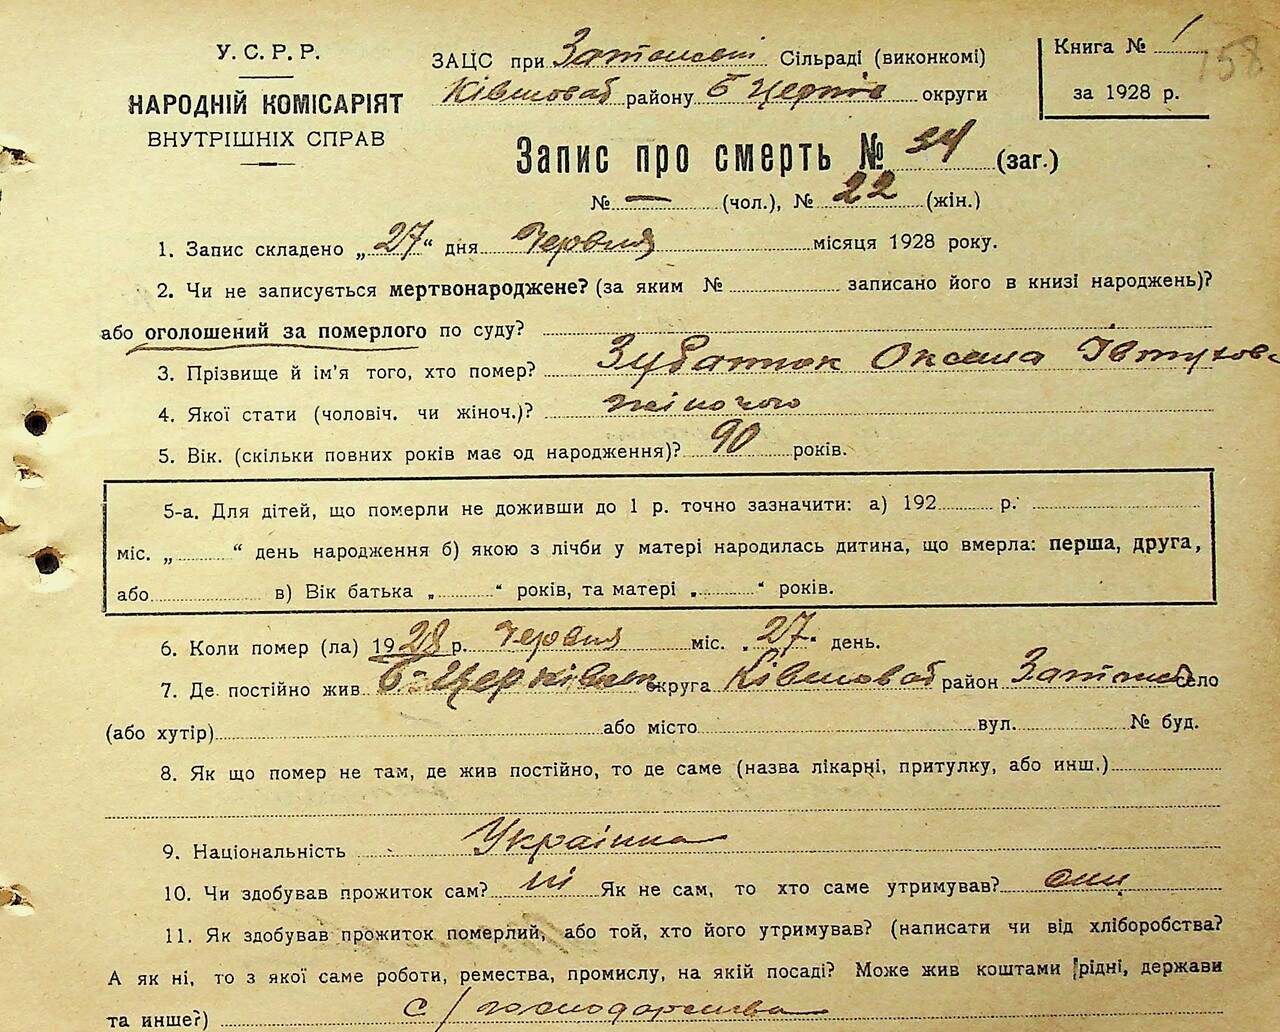 У.С.Р.Р.
НАРОДНІЙ КОМІСАРІЯТ
ВНУТРІШНІХ СПРАВ
ЗАЦС при Сільраді (виконкомі)
району Б Церків округи
Книга № 1
за 1928 р.
158
Запис про смерть № 34 (заг.)
№ — (чол.), № 22 (жін.)
1. Запис складено „27“ дня Червня місяця 1928 року.
2. Чи не записується мертвонароджене? (за яким № записано його в книзі народжень)?
або оголошений за померлого по суду?
3. Прізвище й ім'я того, хто помер? Оксана Івтухов
4. Якої стати (чоловіч. чи жіноч.)? жіночого
5. Вік. (скільки повних років має од народження)? 90 років.
5-а. Для дітей, що померли не доживши до 1 р. точно зазначити: а) 192 р.
міс. „ “ день народження б) якою з лічби у матері народилась дитина, що вмерла: перша, друга,
або в) Вік батька „ “ років, та матері „ “ років.
6. Коли помер (ла) 1928 р. Червня міс. „27“ день.
7. Де постійно жив Б-Церківськ округа район село
(або хутір) або місто вул. № буд.
8. Як що помер не там, де жив постійно, то де саме (назва лікарні, притулку, або инш.)
9. Національність Українка
10. Чи здобував прожиток сам? ні Як не сам, то хто саме утримував? син
11. Як здобував прожиток померлий, або той, хто його утримував? (написати чи від хліборобства?
А як ні, то з якої саме роботи, ремества, промислу, на якій посаді? Може жив коштами рідні, держави
та инше?) с/господарства